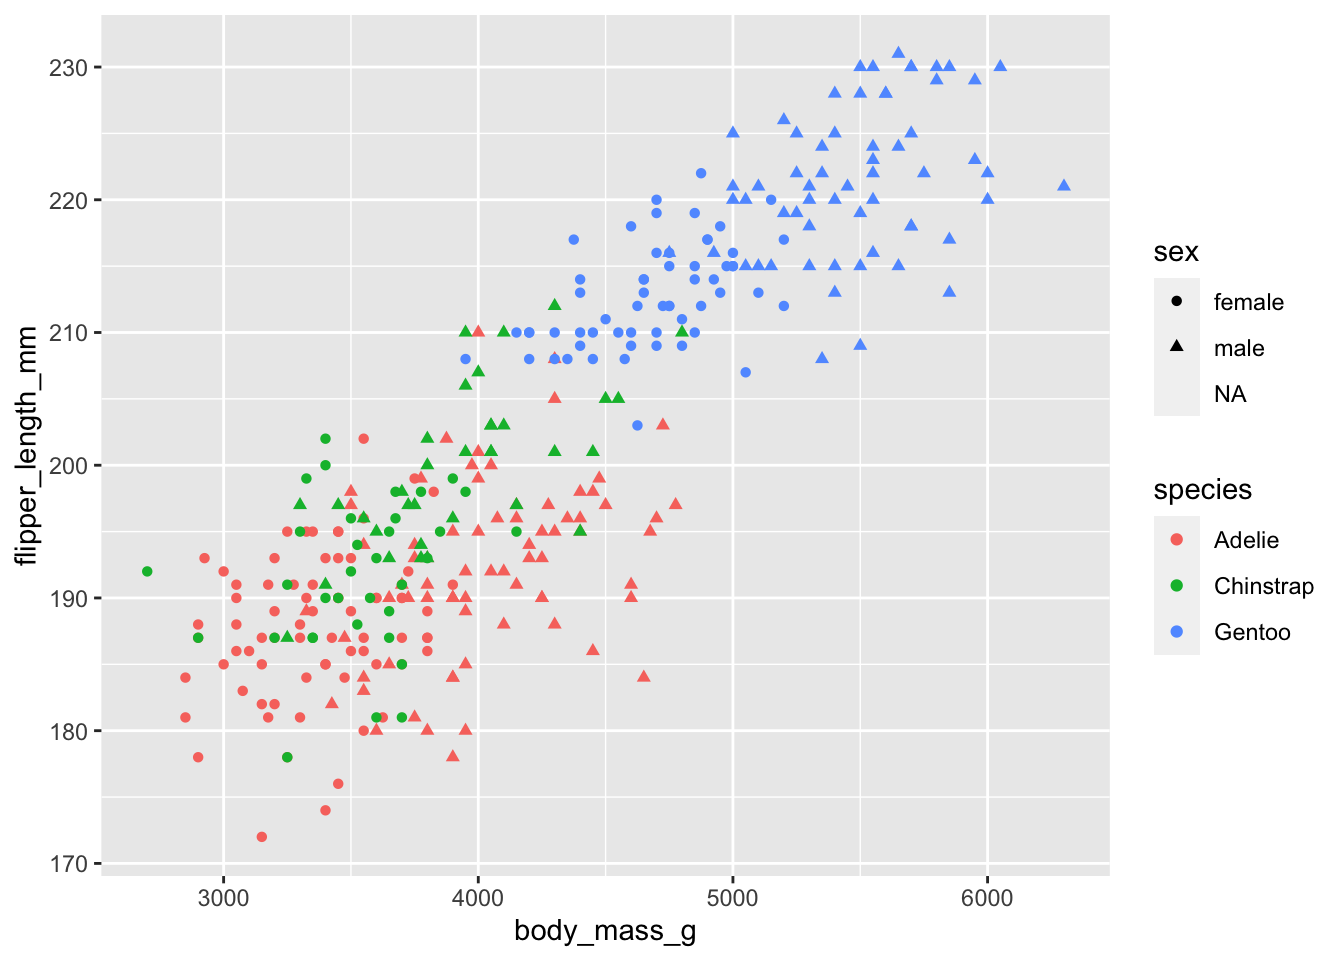 230
220
210
200
190
180
170
flipper_length_mm
3000 4000 5000 6000
body_mass_g
sex
female
male
NA
species
Adelie
Chinstrap
Gentoo